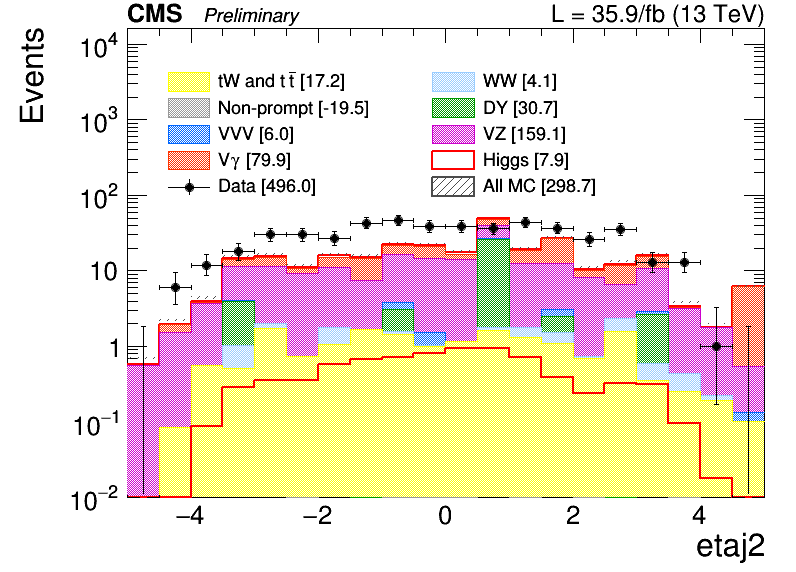 CMS Preliminary L = 35.9/fb (13 TeV)
Events
10⁴
10³
10²
10
1
10⁻¹
10⁻²
tW and t t̅ [17.2] WW [4.1]
Non-prompt [-19.5] DY [30.7]
VVV [6.0] VZ [159.1]
Vγ [79.9] Higgs [7.9]
Data [496.0] All MC [298.7]
−4 −2 0 2 4
etaj2